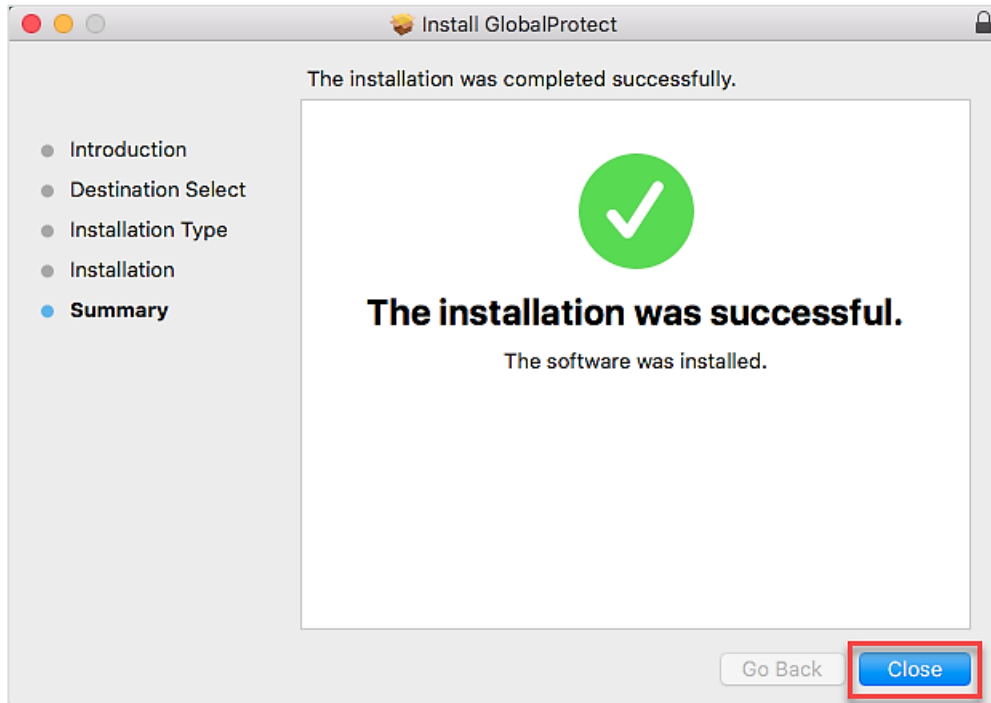 Install GlobalProtect
The installation was completed successfully.
Introduction
Destination Select
Installation Type
Installation
Summary
The installation was successful.
The software was installed.
Go Back
Close